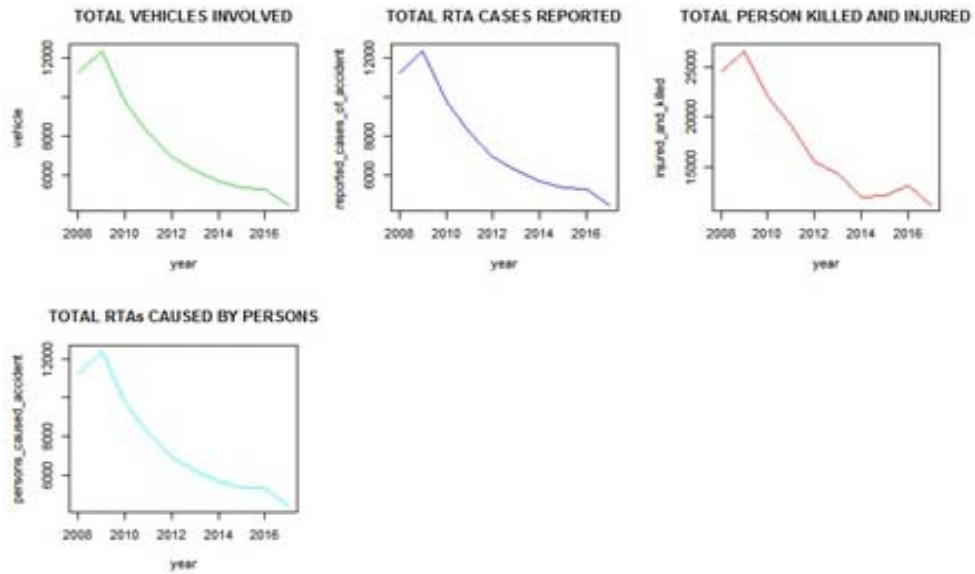 TOTAL VEHICLES INVOLVED
vehicle
12000
8000
6000
2008 2010 2012 2014 2016
year
TOTAL RTA CASES REPORTED
reported_cases_of_accident
12000
8000
6000
2008 2010 2012 2014 2016
year
TOTAL PERSON KILLED AND INJURED
injured_and_killed
25000
20000
15000
2008 2010 2012 2014 2016
year
TOTAL RTAs CAUSED BY PERSONS
persons_caused_accident
12000
8000
6000
2008 2010 2012 2014 2016
year